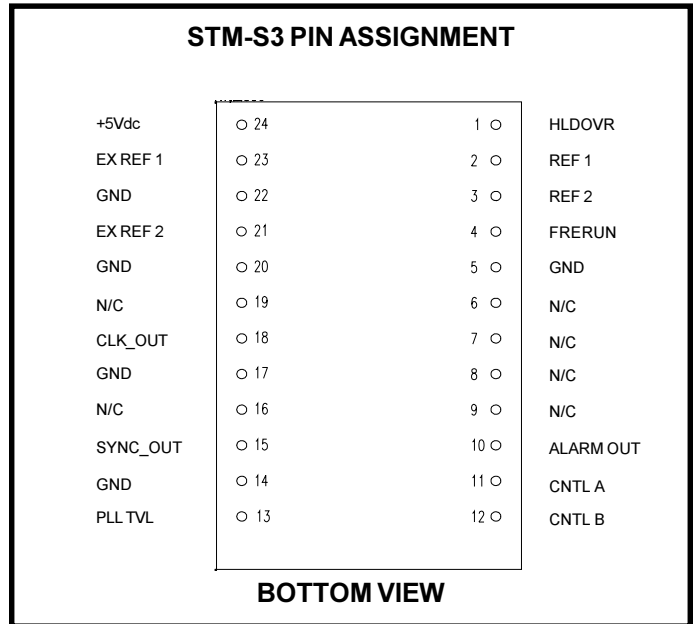 STM-S3 PIN ASSIGNMENT
+5Vdc 24 1 HLDOVR
EX REF 1 23 2 REF 1
GND 22 3 REF 2
EX REF 2 21 4 FRERUN
GND 20 5 GND
N/C 19 6 N/C
CLK_OUT 18 7 N/C
GND 17 8 N/C
N/C 16 9 N/C
SYNC_OUT 15 10 ALARM OUT
GND 14 11 CNTL A
PLL TVL 13 12 CNTL B
BOTTOM VIEW